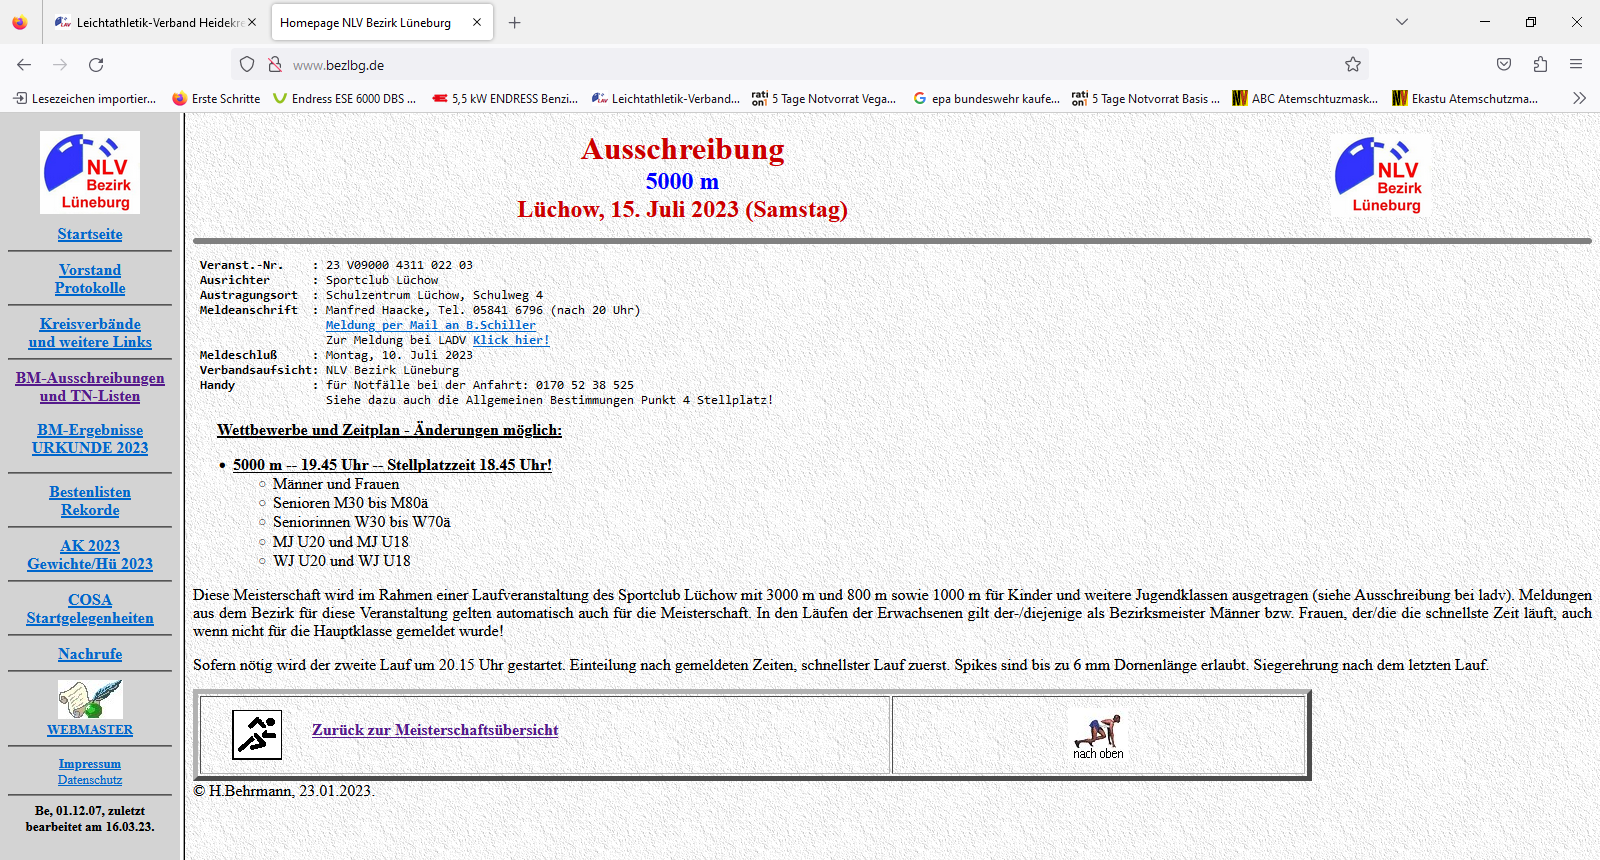 Leichtathletik-Verband Heidekre
Homepage NLV Bezirk Lüneburg
www.bezlbg.de
Lesezeichen importier...
Erste Schritte
Endress ESE 6000 DBS ...
5,5 kW ENDRESS Benzi...
Leichtathletik-Verband...
rati on1 5 Tage Notvorrat Vega...
epa bundeswehr kaufe...
rati on1 5 Tage Notvorrat Basis ...
ABC Atemschtuzmask...
Ekastu Atemschutzma...
NLV
Bezirk
Lüneburg
Startseite
Vorstand
Protokolle
Kreisverbände
und weitere Links
BM-Ausschreibungen
und TN-Listen
BM-Ergebnisse
URKUNDE 2023
Bestenlisten
Rekorde
AK 2023
Gewichte/Hü 2023
COSA
Startgelegenheiten
Nachrufe
WEBMASTER
Impressum
Datenschutz
Be, 01.12.07, zuletzt
bearbeitet am 16.03.23.
Ausschreibung
5000 m
Lüchow, 15. Juli 2023 (Samstag)
NLV
Bezirk
Lüneburg
Veranst.-Nr. : 23 V09000 4311 022 03
Ausrichter : Sportclub Lüchow
Austragungsort : Schulzentrum Lüchow, Schulweg 4
Meldeanschrift : Manfred Haacke, Tel. 05841 6796 (nach 20 Uhr)
Meldung per Mail an B.Schiller
Zur Meldung bei LADV Klick hier!
Meldeschluß : Montag, 10. Juli 2023
Verbandsaufsicht: NLV Bezirk Lüneburg
Handy : für Notfälle bei der Anfahrt: 0170 52 38 525
Siehe dazu auch die Allgemeinen Bestimmungen Punkt 4 Stellplatz!
Wettbewerbe und Zeitplan - Änderungen möglich:
5000 m -- 19.45 Uhr -- Stellplatzzeit 18.45 Uhr!
Männer und Frauen
Senioren M30 bis M80ä
Seniorinnen W30 bis W70ä
MJ U20 und MJ U18
WJ U20 und WJ U18
Diese Meisterschaft wird im Rahmen einer Laufveranstaltung des Sportclub Lüchow mit 3000 m und 800 m sowie 1000 m für Kinder und weitere Jugendklassen ausgetragen (siehe Ausschreibung bei ladv). Meldungen
aus dem Bezirk für diese Veranstaltung gelten automatisch auch für die Meisterschaft. In den Läufen der Erwachsenen gilt der-/diejenige als Bezirksmeister Männer bzw. Frauen, der/die die schnellste Zeit läuft, auch
wenn nicht für die Hauptklasse gemeldet wurde!
Sofern nötig wird der zweite Lauf um 20.15 Uhr gestartet. Einteilung nach gemeldeten Zeiten, schnellster Lauf zuerst. Spikes sind bis zu 6 mm Dornenlänge erlaubt. Siegerehrung nach dem letzten Lauf.
Zurück zur Meisterschaftsübersicht
nach oben
© H.Behrmann, 23.01.2023.